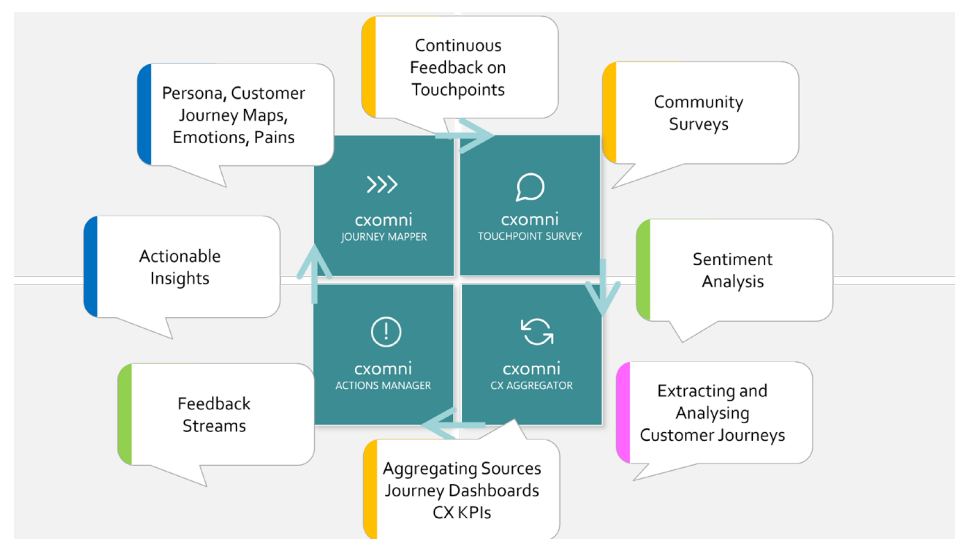 Continuous
Feedback on
Touchpoints
Persona, Customer
Journey Maps,
Emotions, Pains
Community
Surveys
cxomni
JOURNEY MAPPER
cxomni
TOUCHPOINT SURVEY
Actionable
Insights
Sentiment
Analysis
cxomni
ACTIONS MANAGER
cxomni
CX AGGREGATOR
Feedback
Streams
Extracting and
Analysing
Customer Journeys
Aggregating Sources
Journey Dashboards
CX KPIs